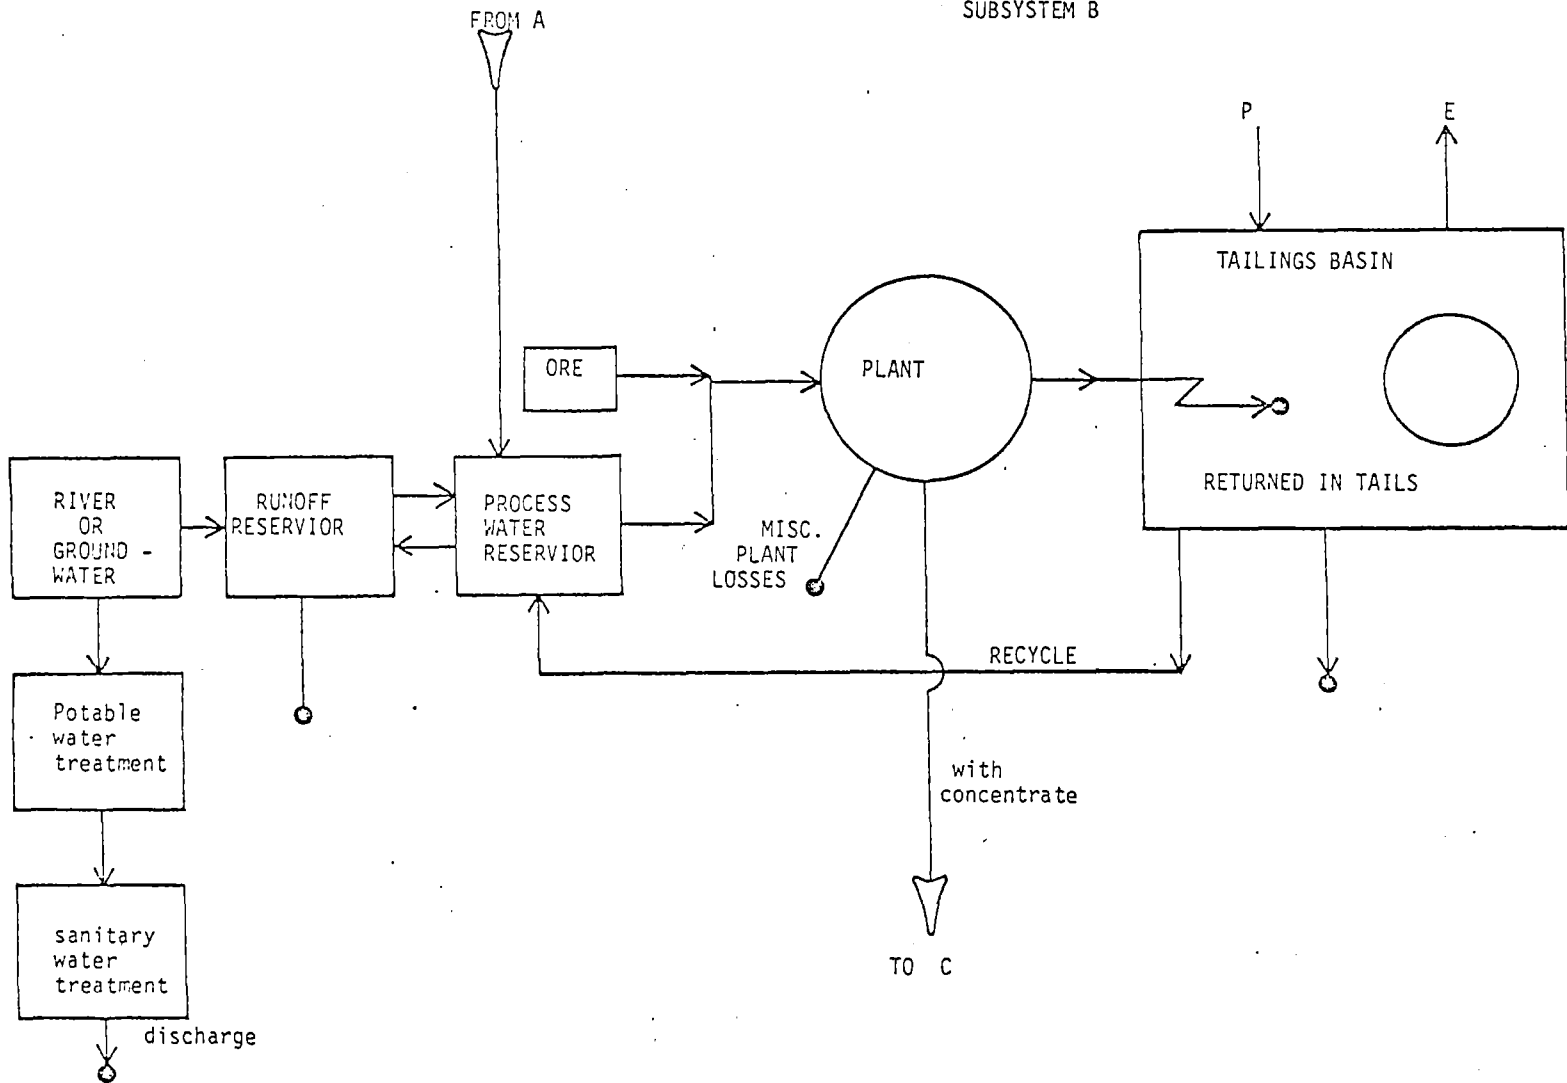 SUBSYSTEM B
FROM A
P
E
TAILINGS BASIN
ORE
PLANT
RETURNED IN TAILS
RIVER
OR
GROUND -
WATER
RUNOFF
RESERVIOR
PROCESS
WATER
RESERVIOR
MISC.
PLANT
LOSSES
RECYCLE
Potable
water
treatment
with
concentrate
sanitary
water
treatment
TO C
discharge